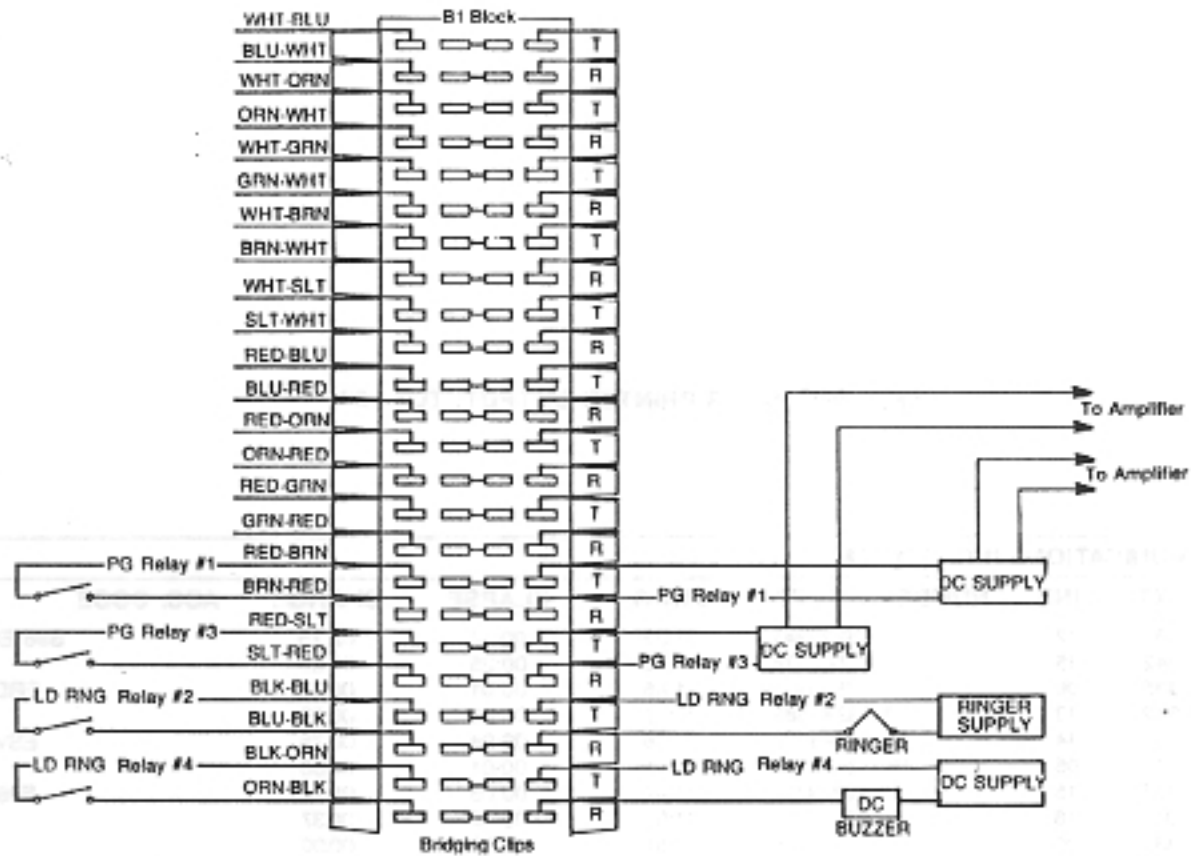 B1 Block
WHT-BLU
T
BLU-WHT
R
WHT-ORN
T
ORN-WHT
R
WHT-GRN
T
GRN-WHT
R
WHT-BRN
T
BRN-WHT
R
WHT-SLT
T
SLT-WHT
R
RED-BLU
T
BLU-RED
R
RED-ORN
T
ORN-RED
R
RED-GRN
T
GRN-RED
R
RED-BRN
T
BRN-RED
R
RED-SLT
T
SLT-RED
R
BLK-BLU
T
BLU-BLK
R
BLK-ORN
T
ORN-BLK
R
PG Relay #1
PG Relay #3
LD RNG Relay #2
LD RNG Relay #4
Bridging Clips
To Amplifier
To Amplifier
PG Relay #1
DC SUPPLY
PG Relay #3
DC SUPPLY
LD RNG Relay #2
RINGER
RINGER
SUPPLY
LD RNG Relay #4
DC SUPPLY
DC
BUZZER